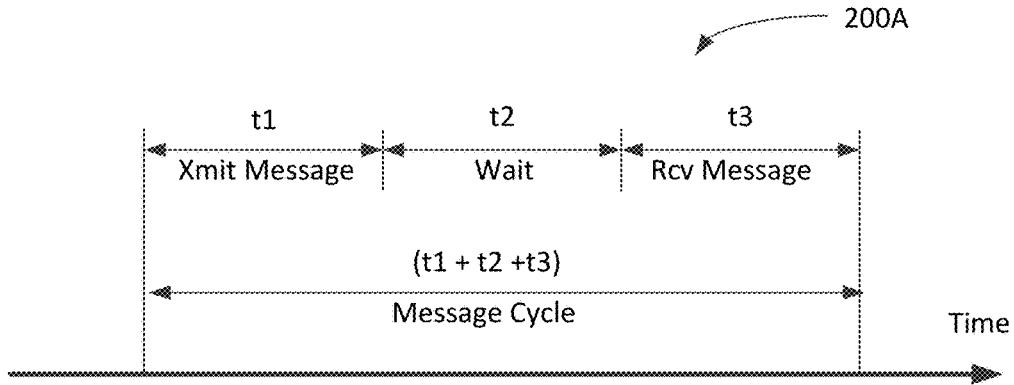 200A
t1 t2 t3
Xmit Message Wait Rcv Message
(t1 + t2 +t3)
Message Cycle
Time